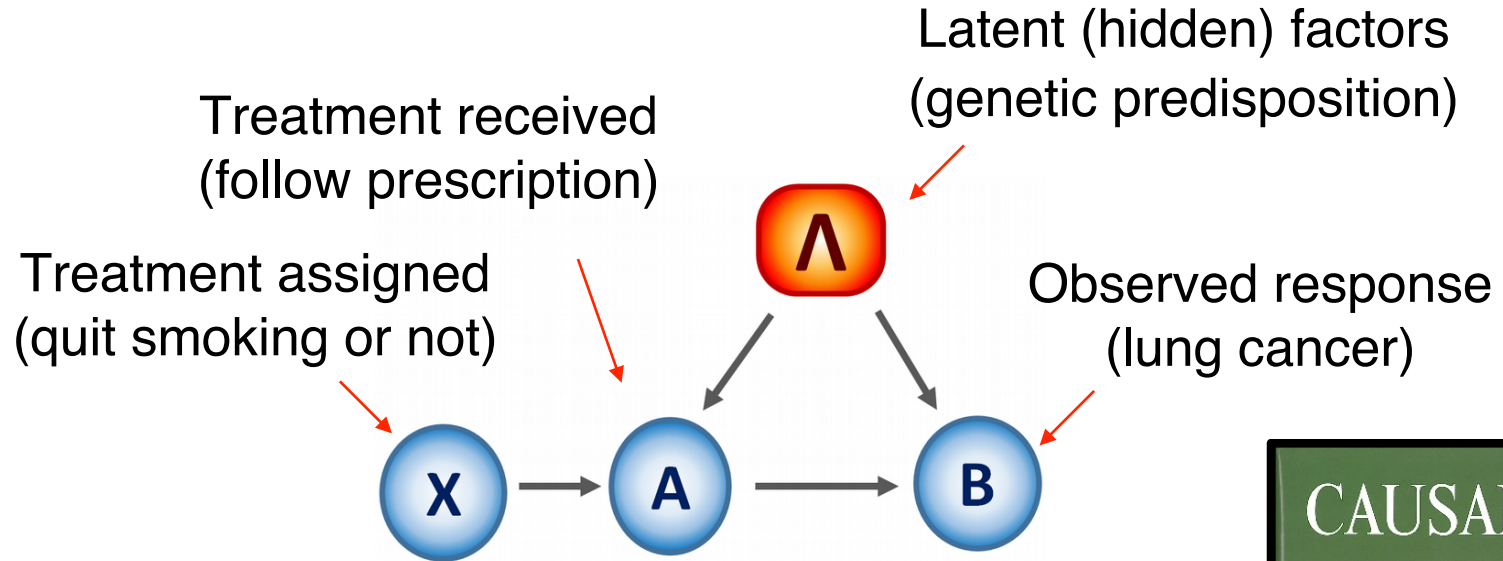 Latent (hidden) factors
(genetic predisposition)
Treatment received
(follow prescription)
Treatment assigned
(quit smoking or not)
Observed response
(lung cancer)
Λ
X
A
B